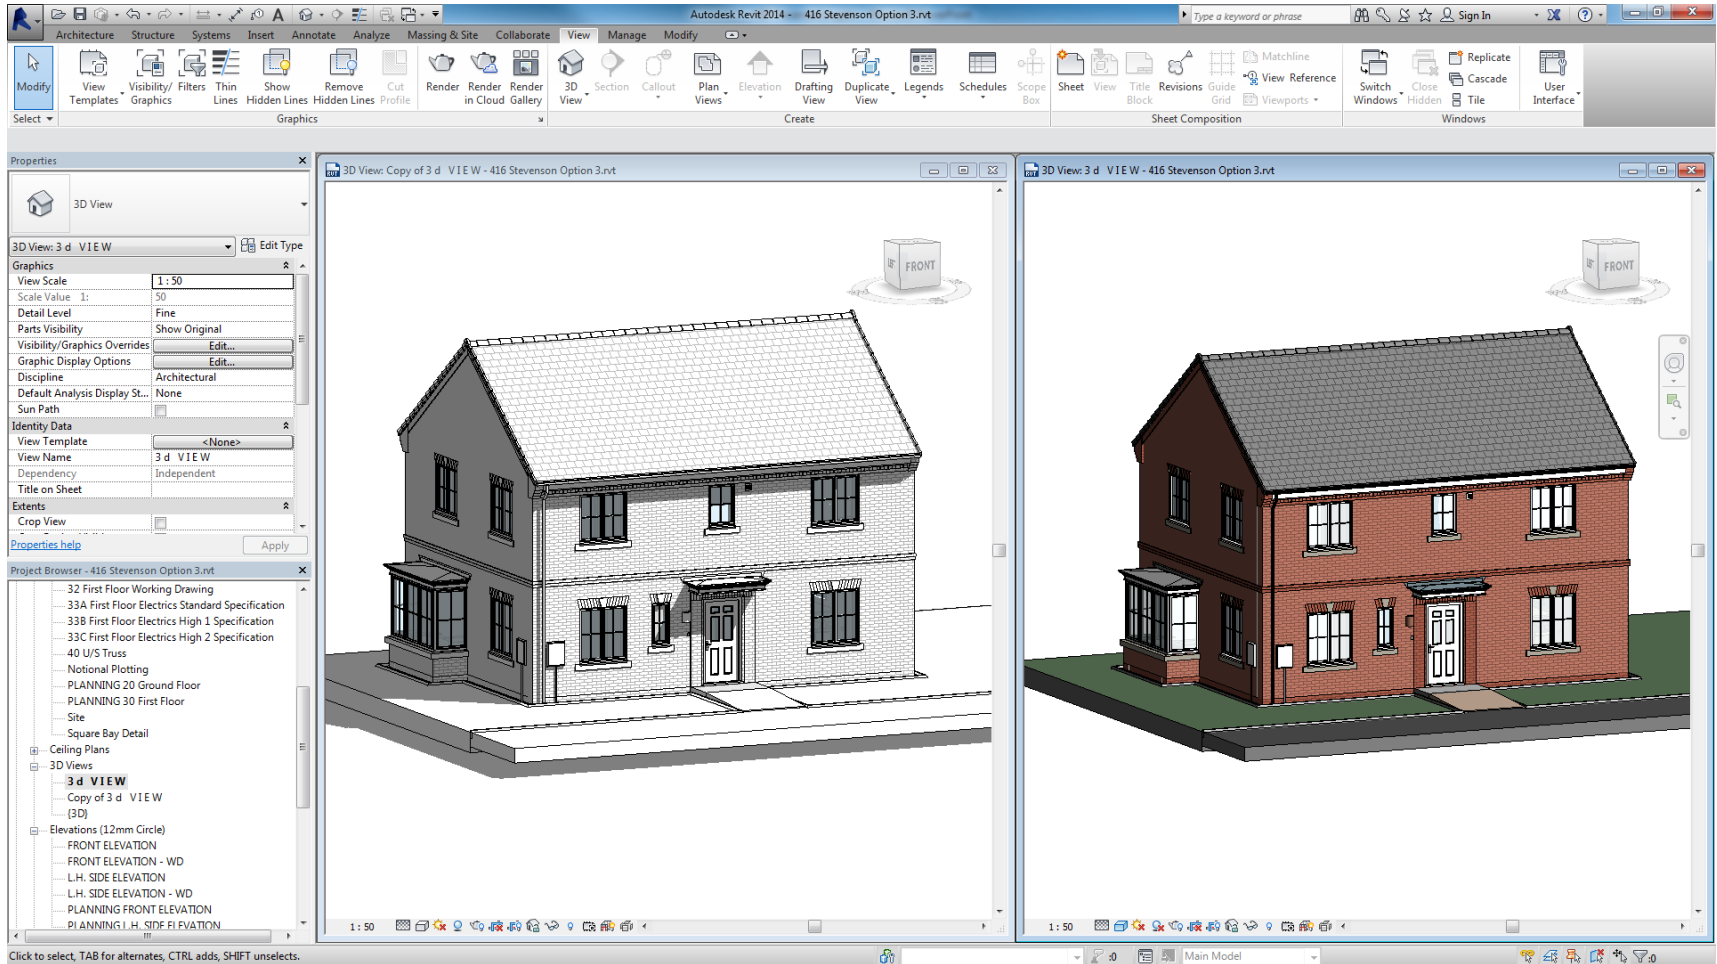 Autodesk Revit 2014 - 416 Stevenson Option 3.rvt
Type a keyword or phrase
Sign In
Architecture Structure Systems Insert Annotate Analyze Massing & Site Collaborate View Manage Modify
Modify
View Templates
Visibility/ Graphics
Filters
Thin Lines
Show Hidden Lines
Remove Hidden Lines
Cut Profile
Render
Render in Cloud
Render Gallery
3D View
Section
Callout
Plan Views
Elevation
Drafting View
Duplicate View
Legends
Schedules
Scope Box
Sheet
View
Title Block
Revisions
Guide Grid
Matchline
View Reference
Viewports
Switch Windows
Close Hidden
Replicate
Cascade
Tile
User Interface
Select
Graphics
Create
Sheet Composition
Windows
Properties
3D View
3D View: 3 d V I E W
Edit Type
Graphics
View Scale 1 : 50
Scale Value 1: 50
Detail Level Fine
Parts Visibility Show Original
Visibility/Graphics Overrides Edit...
Graphic Display Options Edit...
Discipline Architectural
Default Analysis Display St... None
Sun Path
Identity Data
View Template <None>
View Name 3 d V I E W
Dependency Independent
Title on Sheet
Extents
Crop View
Properties help
Apply
Project Browser - 416 Stevenson Option 3.rvt
32 First Floor Working Drawing
33A First Floor Electrics Standard Specification
33B First Floor Electrics High 1 Specification
33C First Floor Electrics High 2 Specification
40 U/S Truss
Notional Plotting
PLANNING 20 Ground Floor
PLANNING 30 First Floor
Site
Square Bay Detail
Ceiling Plans
3D Views
3 d V I E W
Copy of 3 d V I E W
{3D}
Elevations (12mm Circle)
FRONT ELEVATION
FRONT ELEVATION - WD
L.H. SIDE ELEVATION
L.H. SIDE ELEVATION - WD
PLANNING FRONT ELEVATION
PLANNING L.H. SIDE ELEVATION
3D View: Copy of 3 d V I E W - 416 Stevenson Option 3.rvt
FRONT
1 : 50
3D View: 3 d V I E W - 416 Stevenson Option 3.rvt
FRONT
1 : 50
Click to select, TAB for alternates, CTRL adds, SHIFT unselects.
:0
Main Model
:0